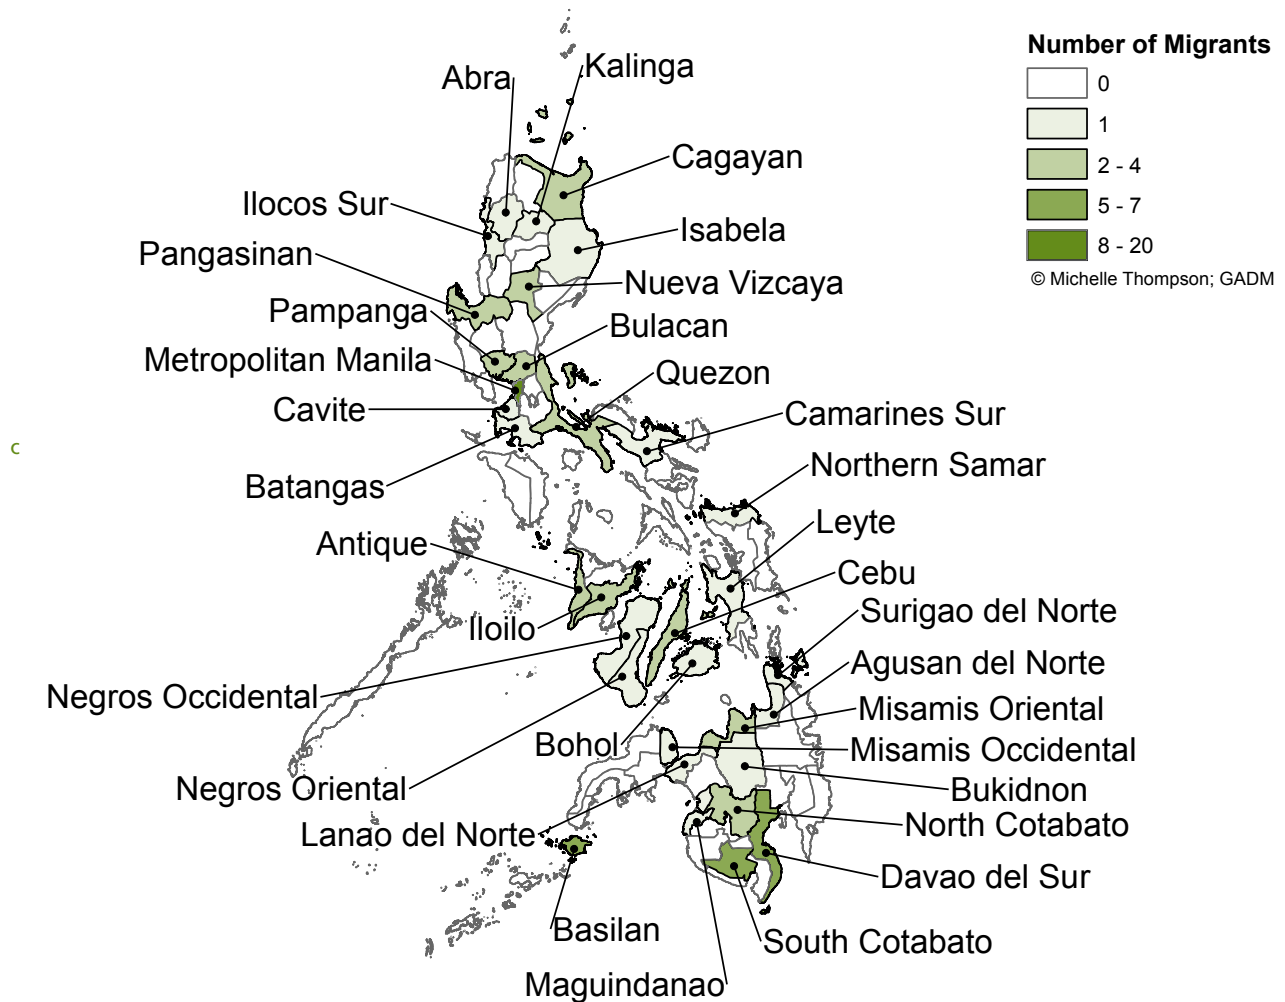 Number of Migrants
0
1
2 - 4
5 - 7
8 - 20
© Michelle Thompson; GADM
Abra
Kalinga
Cagayan
Ilocos Sur
Isabela
Pangasinan
Nueva Vizcaya
Pampanga
Bulacan
Metropolitan Manila
Quezon
Cavite
Camarines Sur
c
Northern Samar
Batangas
Leyte
Antique
Cebu
Surigao del Norte
Iloilo
Agusan del Norte
Negros Occidental
Misamis Oriental
Bohol
Misamis Occidental
Negros Oriental
Bukidnon
Lanao del Norte
North Cotabato
Davao del Sur
Basilan
South Cotabato
Maguindanao